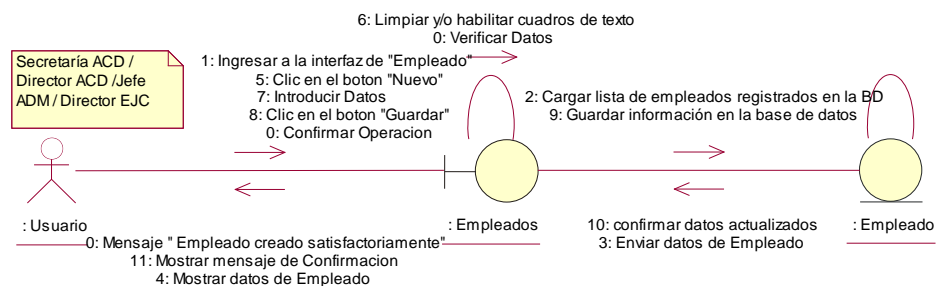 6: Limpiar y/o habilitar cuadros de texto
0: Verificar Datos
Secretaría ACD /
Director ACD /Jefe
ADM / Director EJC
1: Ingresar a la interfaz de "Empleado"
5: Clic en el boton "Nuevo"
7: Introducir Datos
8: Clic en el boton "Guardar"
0: Confirmar Operacion
2: Cargar lista de empleados registrados en la BD
9: Guardar información en la base de datos
: Usuario
: Empleados
: Empleado
0: Mensaje " Empleado creado satisfactoriamente"
11: Mostrar mensaje de Confirmacion
4: Mostrar datos de Empleado
10: confirmar datos actualizados
3: Enviar datos de Empleado